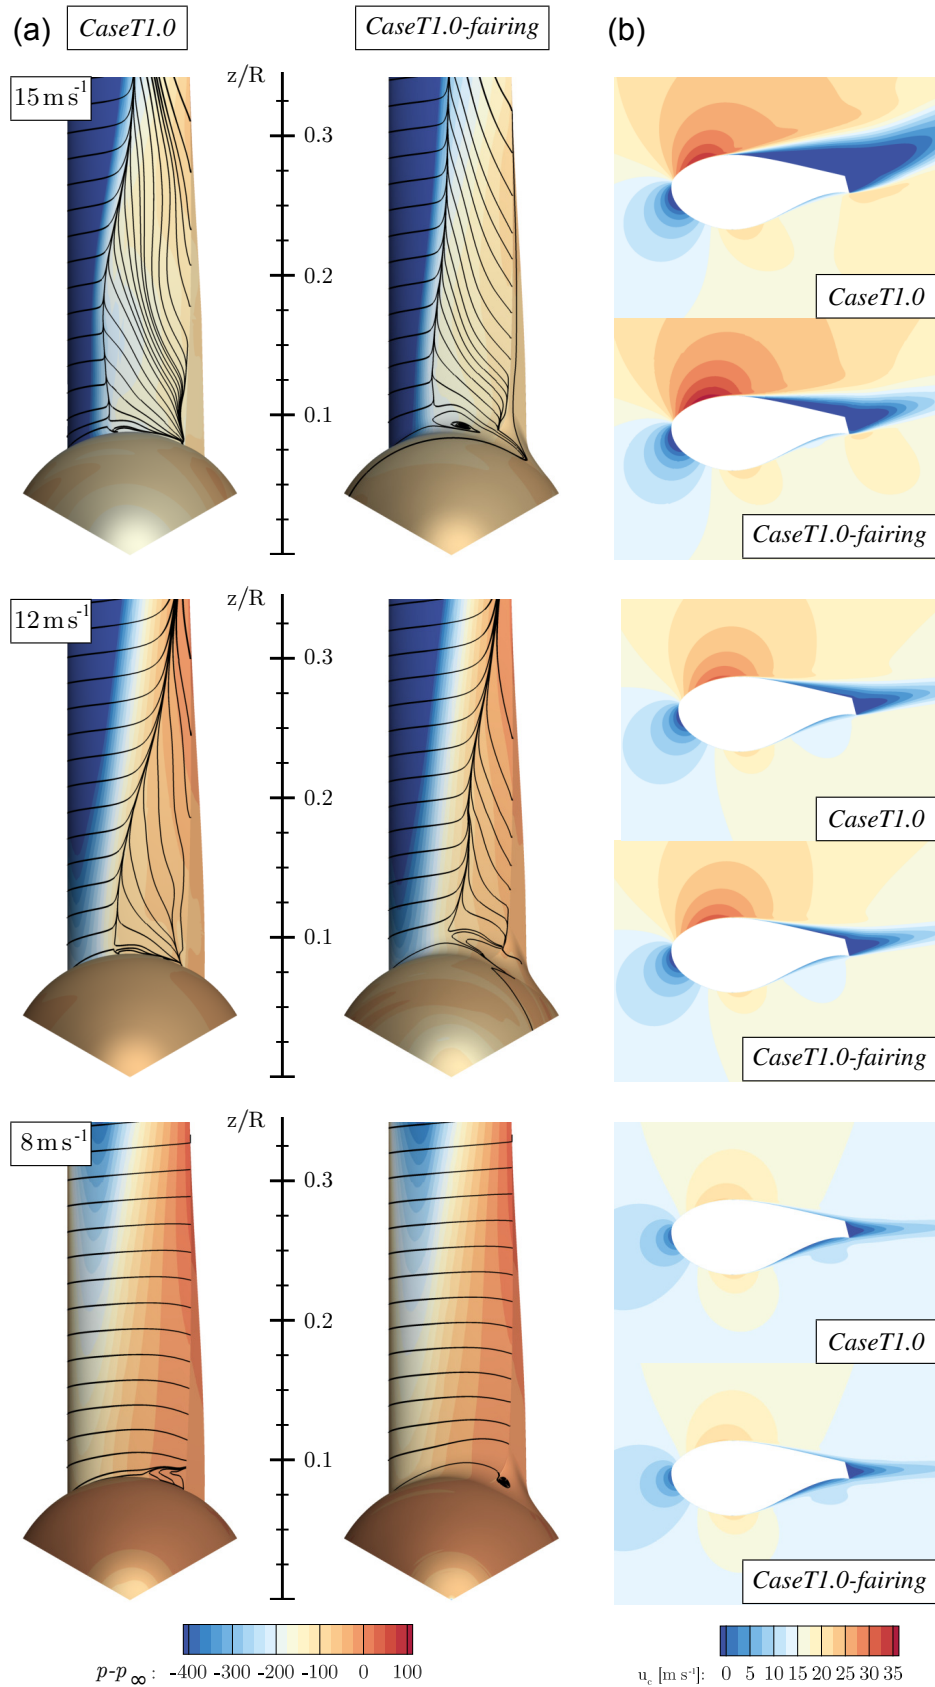 (a) CaseT1.0 CaseT1.0-fairing (b)
15 m s-1
z/R
0.3
0.2
0.1
CaseT1.0
CaseT1.0-fairing
12 m s-1
z/R
0.3
0.2
0.1
CaseT1.0
CaseT1.0-fairing
8 m s-1
z/R
0.3
0.2
0.1
CaseT1.0
CaseT1.0-fairing
p-p∞ : -400 -300 -200 -100 0 100
u_c [m s-1]: 0 5 10 15 20 25 30 35